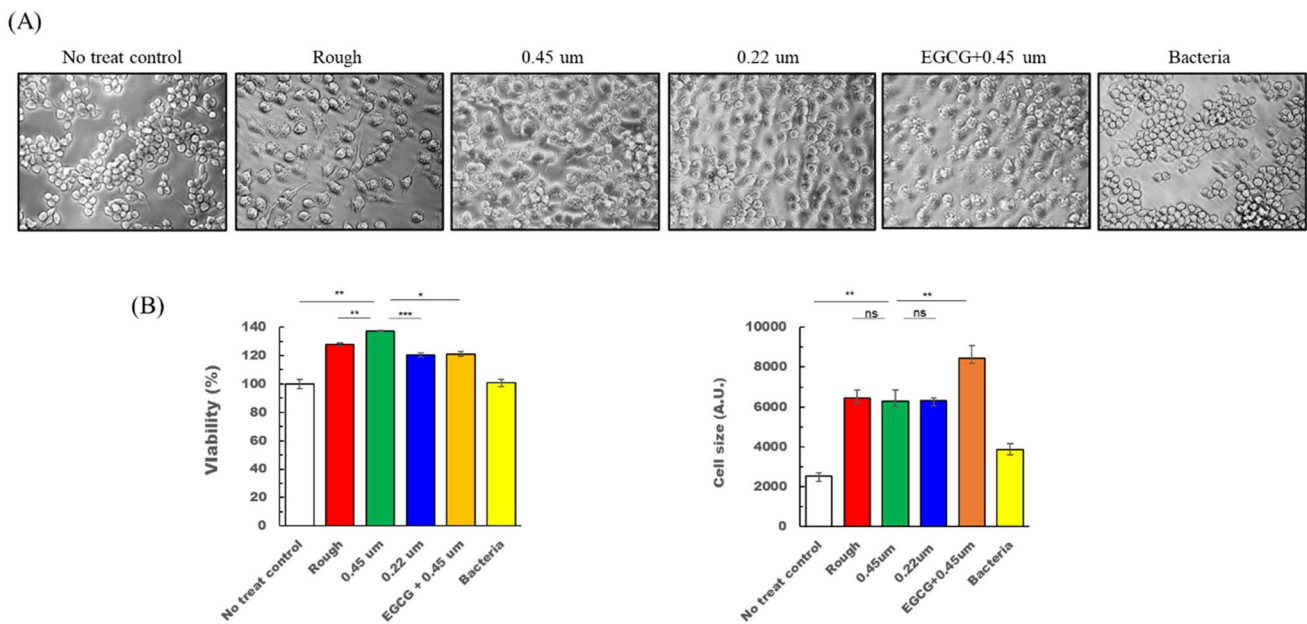 (A)
No treat control
Rough
0.45 um
0.22 um
EGCG+0.45 um
Bacteria
(B)
Viability (%)
140
120
100
80
60
40
20
0
**
*
**
***
No treat control
Rough
0.45 um
0.22 um
EGCG + 0.45 um
Bacteria
Cell size (A.U.)
10000
8000
6000
4000
2000
0
**
**
ns
ns
No treat control
Rough
0.45um
0.22um
EGCG+0.45um
Bacteria